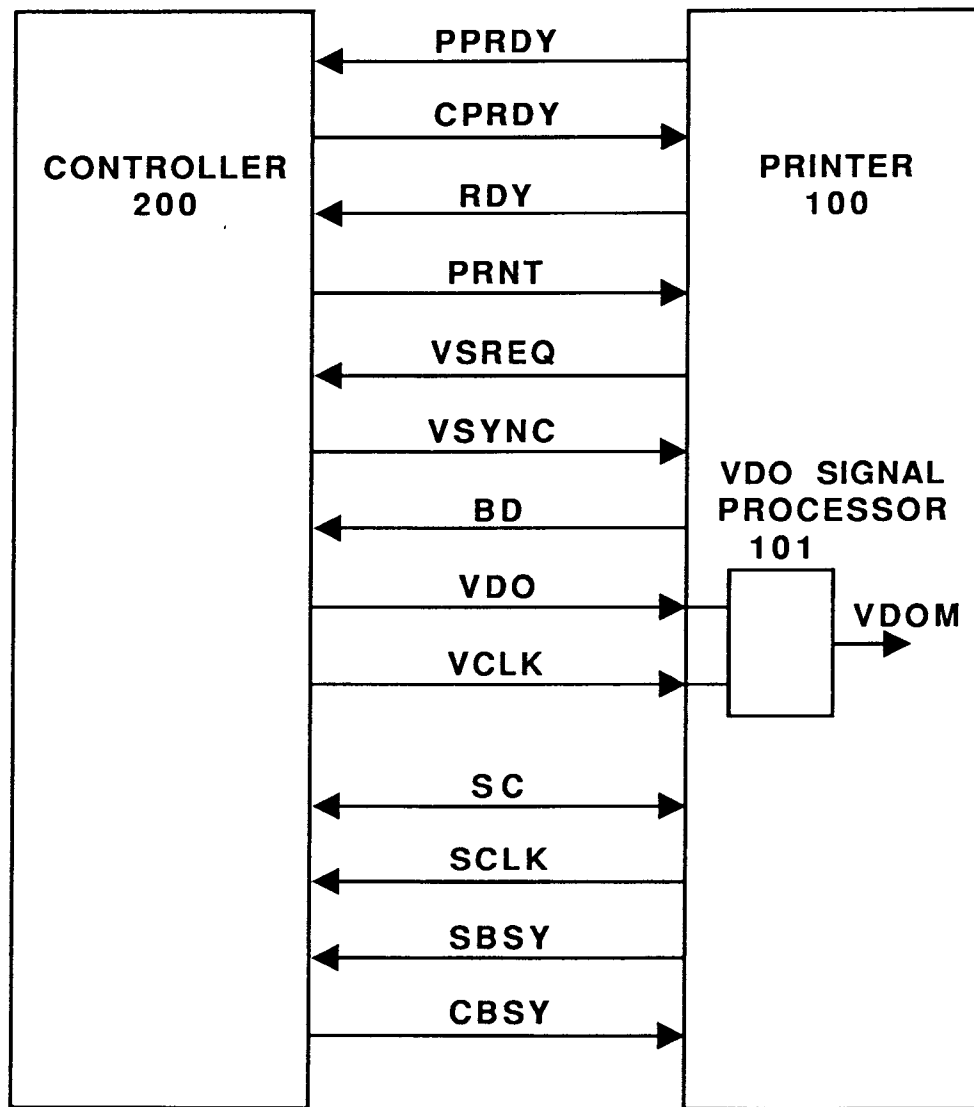 PPRDY
CPRDY
CONTROLLER
200
PRINTER
100
RDY
PRNT
VSREQ
VSYNC
BD
VDO SIGNAL
PROCESSOR
101
VDO
VDOM
VCLK
SC
SCLK
SBSY
CBSY